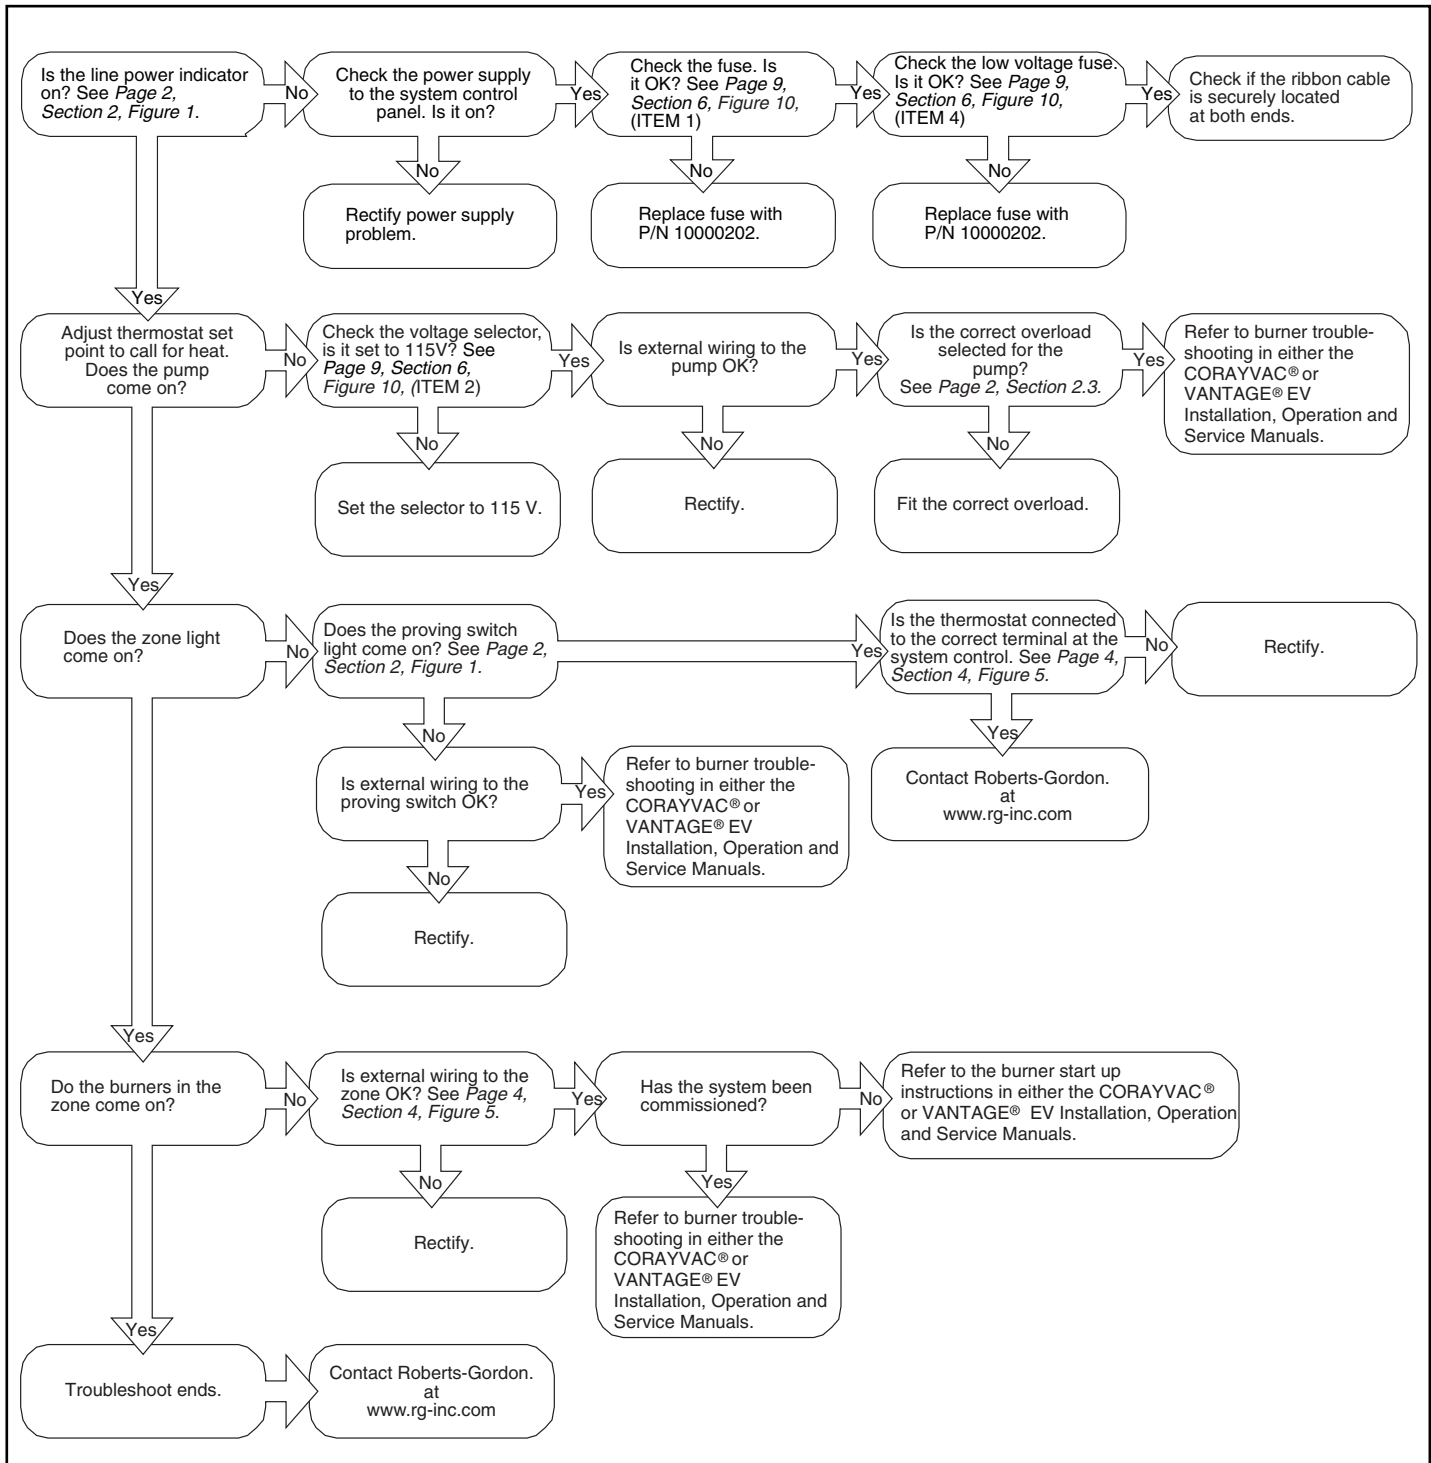 Is the line power indicator
on? See Page 2,
Section 2, Figure 1.
No
Check the power supply
to the system control
panel. Is it on?
Yes
Check the fuse. Is
it OK? See Page 9,
Section 6, Figure 10,
(ITEM 1)
Yes
Check the low voltage fuse.
Is it OK? See Page 9,
Section 6, Figure 10,
(ITEM 4)
Yes
Check if the ribbon cable
is securely located
at both ends.
No
No
No
Rectify power supply
problem.
Replace fuse with
P/N 10000202.
Replace fuse with
P/N 10000202.
Yes
Adjust thermostat set
point to call for heat.
Does the pump
come on?
No
Check the voltage selector,
is it set to 115V? See
Page 9, Section 6,
Figure 10, (ITEM 2)
Yes
Is external wiring to the
pump OK?
Yes
Is the correct overload
selected for the
pump?
See Page 2, Section 2.3.
Yes
Refer to burner trouble-
shooting in either the
CORAYVAC® or
VANTAGE® EV
Installation, Operation and
Service Manuals.
No
No
No
Set the selector to 115 V.
Rectify.
Fit the correct overload.
Yes
Does the zone light
come on?
No
Does the proving switch
light come on? See Page 2,
Section 2, Figure 1.
Yes
Is the thermostat connected
to the correct terminal at the
system control. See Page 4,
Section 4, Figure 5.
No
Rectify.
No
Yes
Is external wiring to the
proving switch OK?
Yes
Refer to burner trouble-
shooting in either the
CORAYVAC® or
VANTAGE® EV
Installation, Operation and
Service Manuals.
Contact Roberts-Gordon.
at
www.rg-inc.com
No
Rectify.
Yes
Do the burners in the
zone come on?
No
Is external wiring to the
zone OK? See Page 4,
Section 4, Figure 5.
Yes
Has the system been
commissioned?
No
Refer to the burner start up
instructions in either the CORAYVAC®
or VANTAGE® EV Installation, Operation
and Service Manuals.
No
Yes
Rectify.
Refer to burner trouble-
shooting in either the
CORAYVAC® or
VANTAGE® EV
Installation, Operation and
Service Manuals.
Yes
Troubleshoot ends.
Contact Roberts-Gordon.
at
www.rg-inc.com